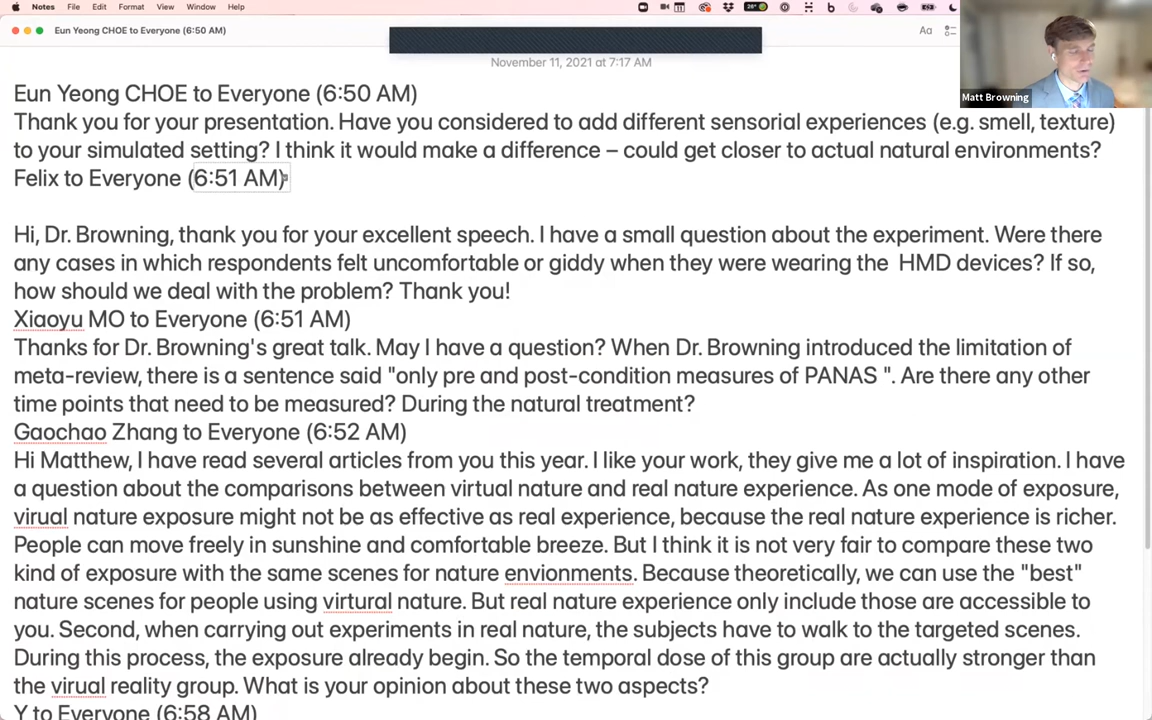 Notes File Edit Format View Window Help
Eun Yeong CHOE to Everyone (6:50 AM)
Aa
November 11, 2021 at 7:17 AM
Matt Browning
Eun Yeong CHOE to Everyone (6:50 AM)
Thank you for your presentation. Have you considered to add different sensorial experiences (e.g. smell, texture)
to your simulated setting? I think it would make a difference – could get closer to actual natural environments?
Felix to Everyone (6:51 AM)
Hi, Dr. Browning, thank you for your excellent speech. I have a small question about the experiment. Were there
any cases in which respondents felt uncomfortable or giddy when they were wearing the HMD devices? If so,
how should we deal with the problem? Thank you!
Xiaoyu MO to Everyone (6:51 AM)
Thanks for Dr. Browning's great talk. May I have a question? When Dr. Browning introduced the limitation of
meta-review, there is a sentence said "only pre and post-condition measures of PANAS ". Are there any other
time points that need to be measured? During the natural treatment?
Gaochao Zhang to Everyone (6:52 AM)
Hi Matthew, I have read several articles from you this year. I like your work, they give me a lot of inspiration. I have
a question about the comparisons between virtual nature and real nature experience. As one mode of exposure,
virual nature exposure might not be as effective as real experience, because the real nature experience is richer.
People can move freely in sunshine and comfortable breeze. But I think it is not very fair to compare these two
kind of exposure with the same scenes for nature envionments. Because theoretically, we can use the "best"
nature scenes for people using virtural nature. But real nature experience only include those are accessible to
you. Second, when carrying out experiments in real nature, the subjects have to walk to the targeted scenes.
During this process, the exposure already begin. So the temporal dose of this group are actually stronger than
the virual reality group. What is your opinion about these two aspects?
Y to Everyone (6:58 AM)